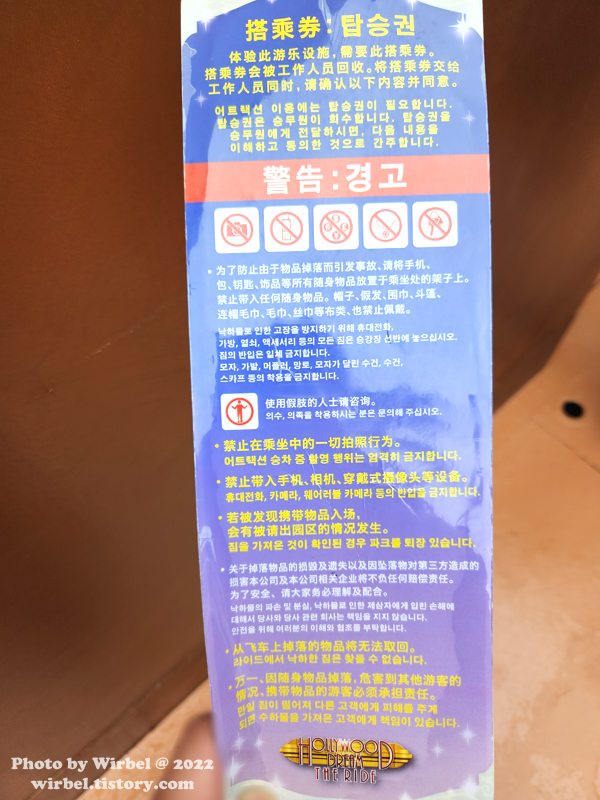 搭乘券:탑승권
体验此游乐设施,需要此搭乘券。
搭乘券会被工作人员回收。将搭乘券交给
工作人员同时,请确认以下内容并同意。
어트랙션 이용에는 탑승권이 필요합니다.
탑승권은 승무원이 회수합니다. 탑승권을
승무원에게 전달하시면, 다음 내용을
이해하고 동의한 것으로 간주합니다.
警告:경고
• 为了防止由于物品掉落而引发事故、请将手机、
包、钥匙、饰品等所有随身物品放置于乘坐处的架子上。
禁止带入任何随身物品。帽子、假发、围巾、斗篷、
连帽毛巾、毛巾、丝巾等布类、也禁止佩戴。
낙하물로 인한 고장을 방지하기 위해 휴대전화,
가방, 열쇠, 액세서리 등의 모든 짐은 승강장 선반에 놓으십시오.
짐의 반입은 일체 금지합니다.
모자, 가발, 머플러, 망토, 모자가 달린 수건, 수건,
스카프 등의 착용을 금지합니다.
使用假肢的人士请咨询。
의수, 의족을 착용하시는 분은 문의해 주십시오.
• 禁止在乘坐中的一切拍照行为。
어트랙션 승차 중 촬영 행위는 엄격히 금지합니다.
• 禁止带入手机、相机、穿戴式摄像头等设备。
휴대전화, 카메라, 웨어러블 카메라 등의 반입을 금지합니다.
• 若被发现携带物品入场,
会有被请出园区的情况发生。
짐을 가져온 것이 확인된 경우 파크를 퇴장 있습니다.
• 关于掉落物品的损毁及遗失以及因坠落物对第三方造成的
损害本公司及本公司相关企业将不负任何赔偿责任。
为了安全、请大家务必理解及配合。
낙하물의 파손 및 분실, 낙하물로 인한 제삼자에게 입힌 손해에
대해서 당사와 당사 관련 회사는 책임을 지지 않습니다.
안전을 위해 여러분의 이해와 협조를 부탁합니다.
• 从飞车上掉落的物品将无法取回。
라이드에서 낙하한 짐은 찾을 수 없습니다.
• 万一、因随身物品掉落、危害到其他游客的
情况、携带物品的游客必须承担责任。
만일 짐이 떨어져 다른 고객에게 피해를 주게
되면 수하물을 가져온 고객에게 책임이 있습니다.
HOLLYWOOD
DREAM
THE RIDE
Photo by Wirbel @ 2022
wirbel.tistory.com